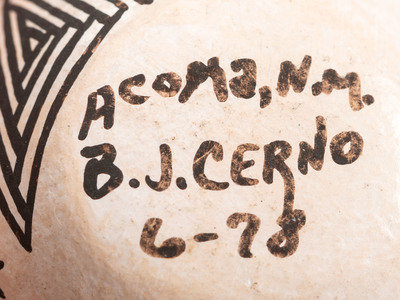 Acoma, N.M.
B.J. CERNO
6-78